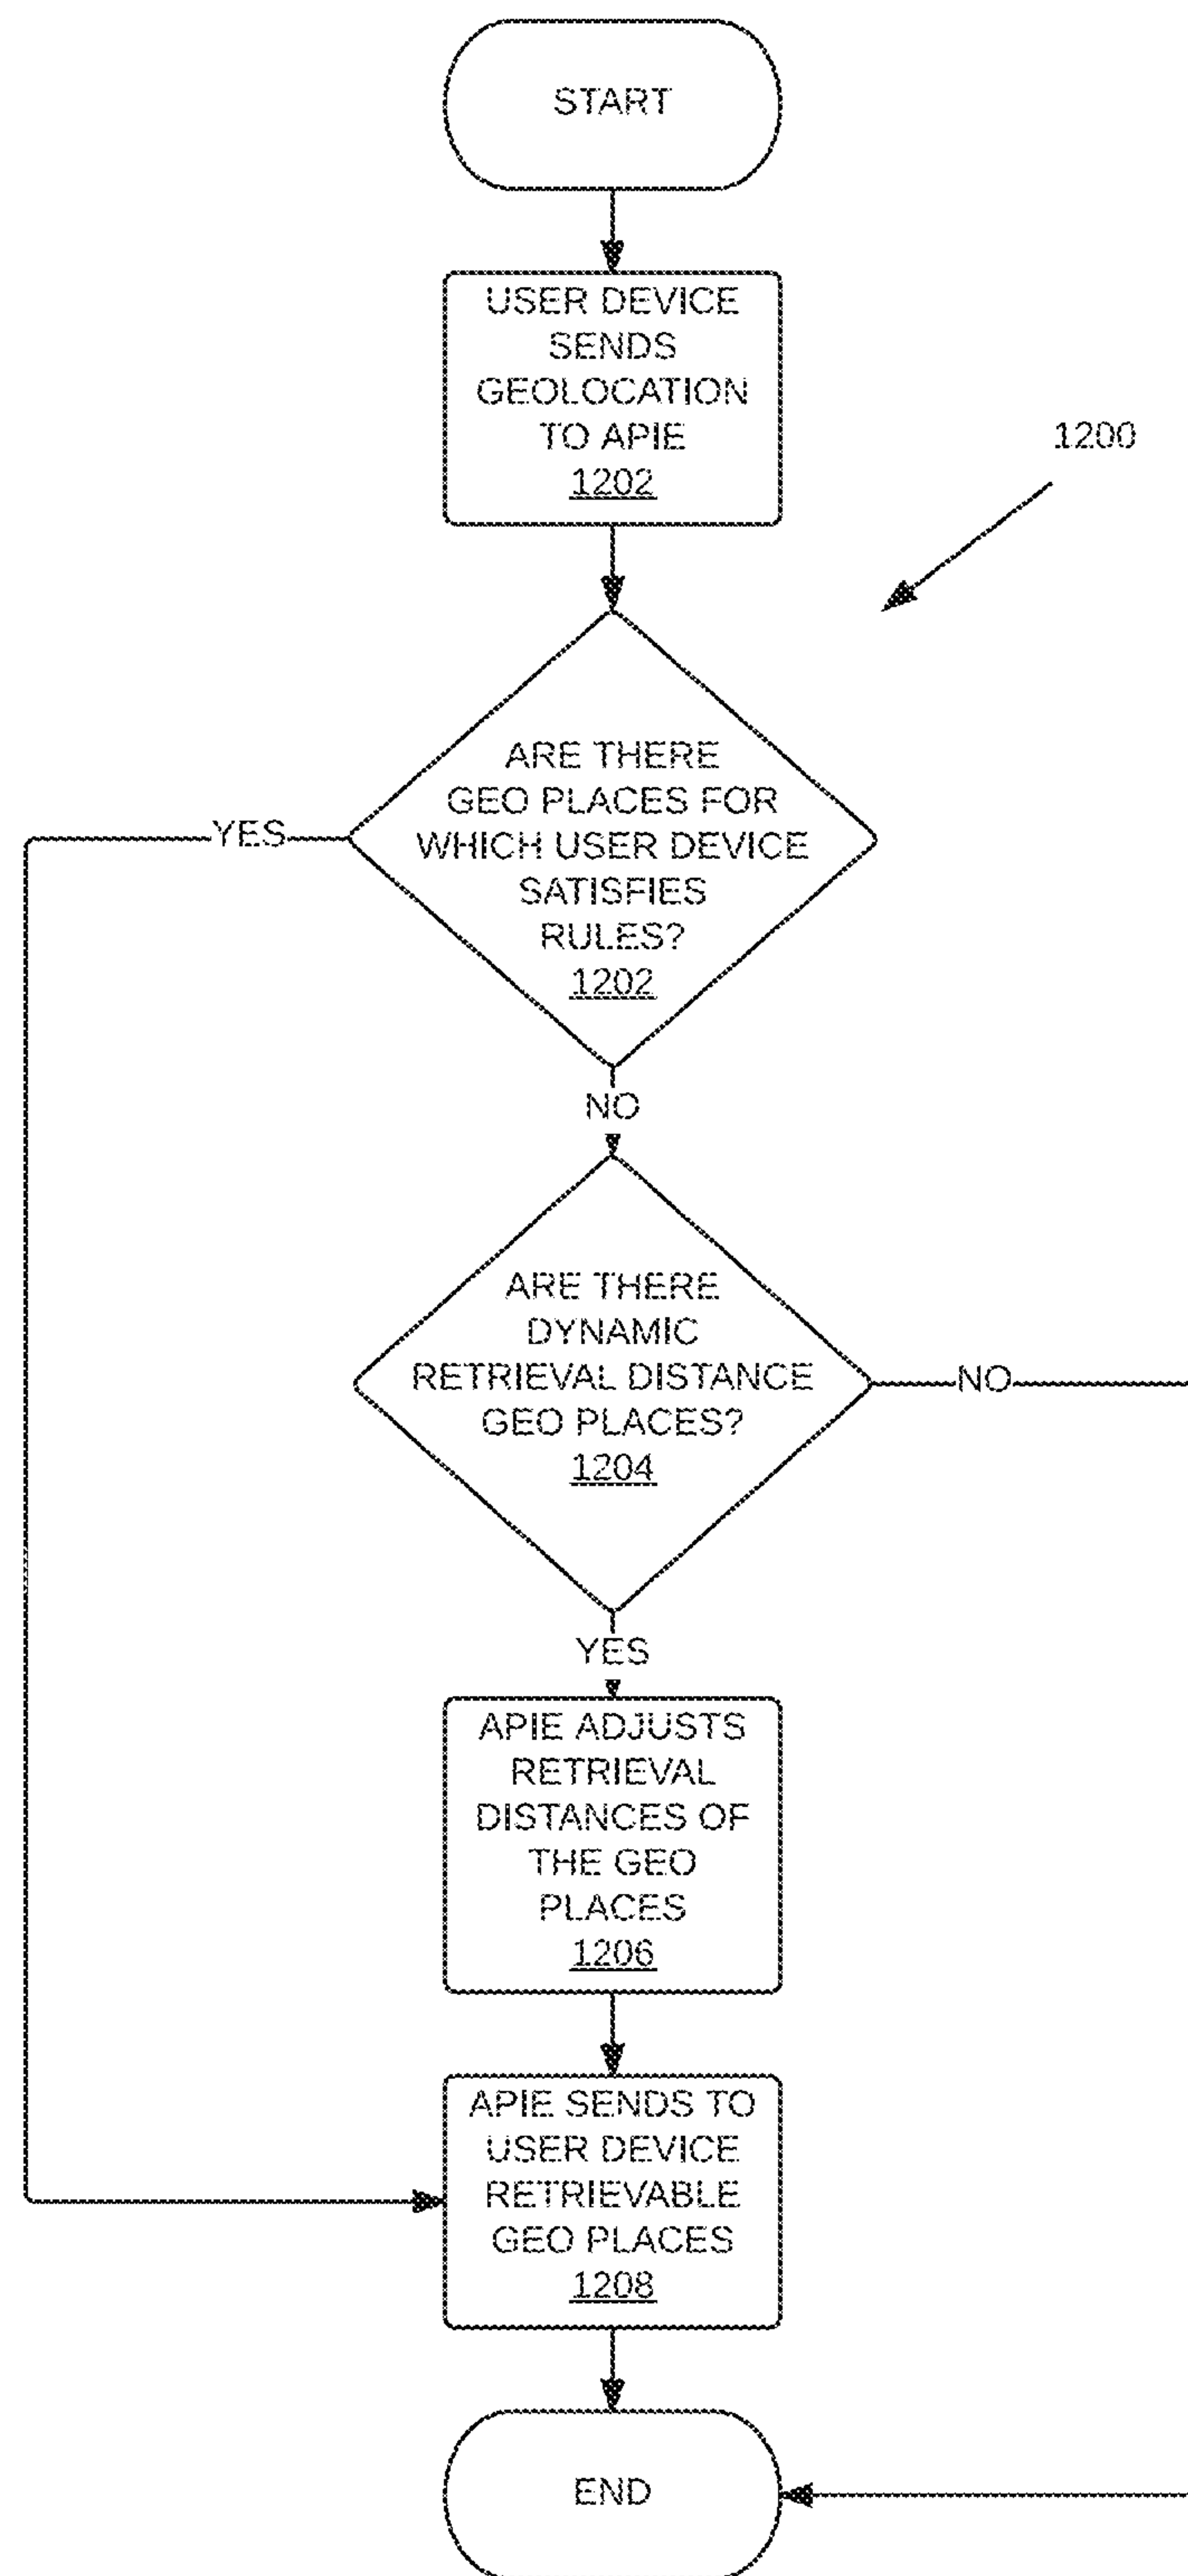 START
USER DEVICE
SENDS
GEOLOCATION
TO APIE
1202
1200
ARE THERE
GEO PLACES FOR
WHICH USER DEVICE
SATISFIES
RULES?
1202
YES
NO
ARE THERE
DYNAMIC
RETRIEVAL DISTANCE
GEO PLACES?
1204
NO
YES
APIE ADJUSTS
RETRIEVAL
DISTANCES OF
THE GEO
PLACES
1206
APIE SENDS TO
USER DEVICE
RETRIEVABLE
GEO PLACES
1208
END